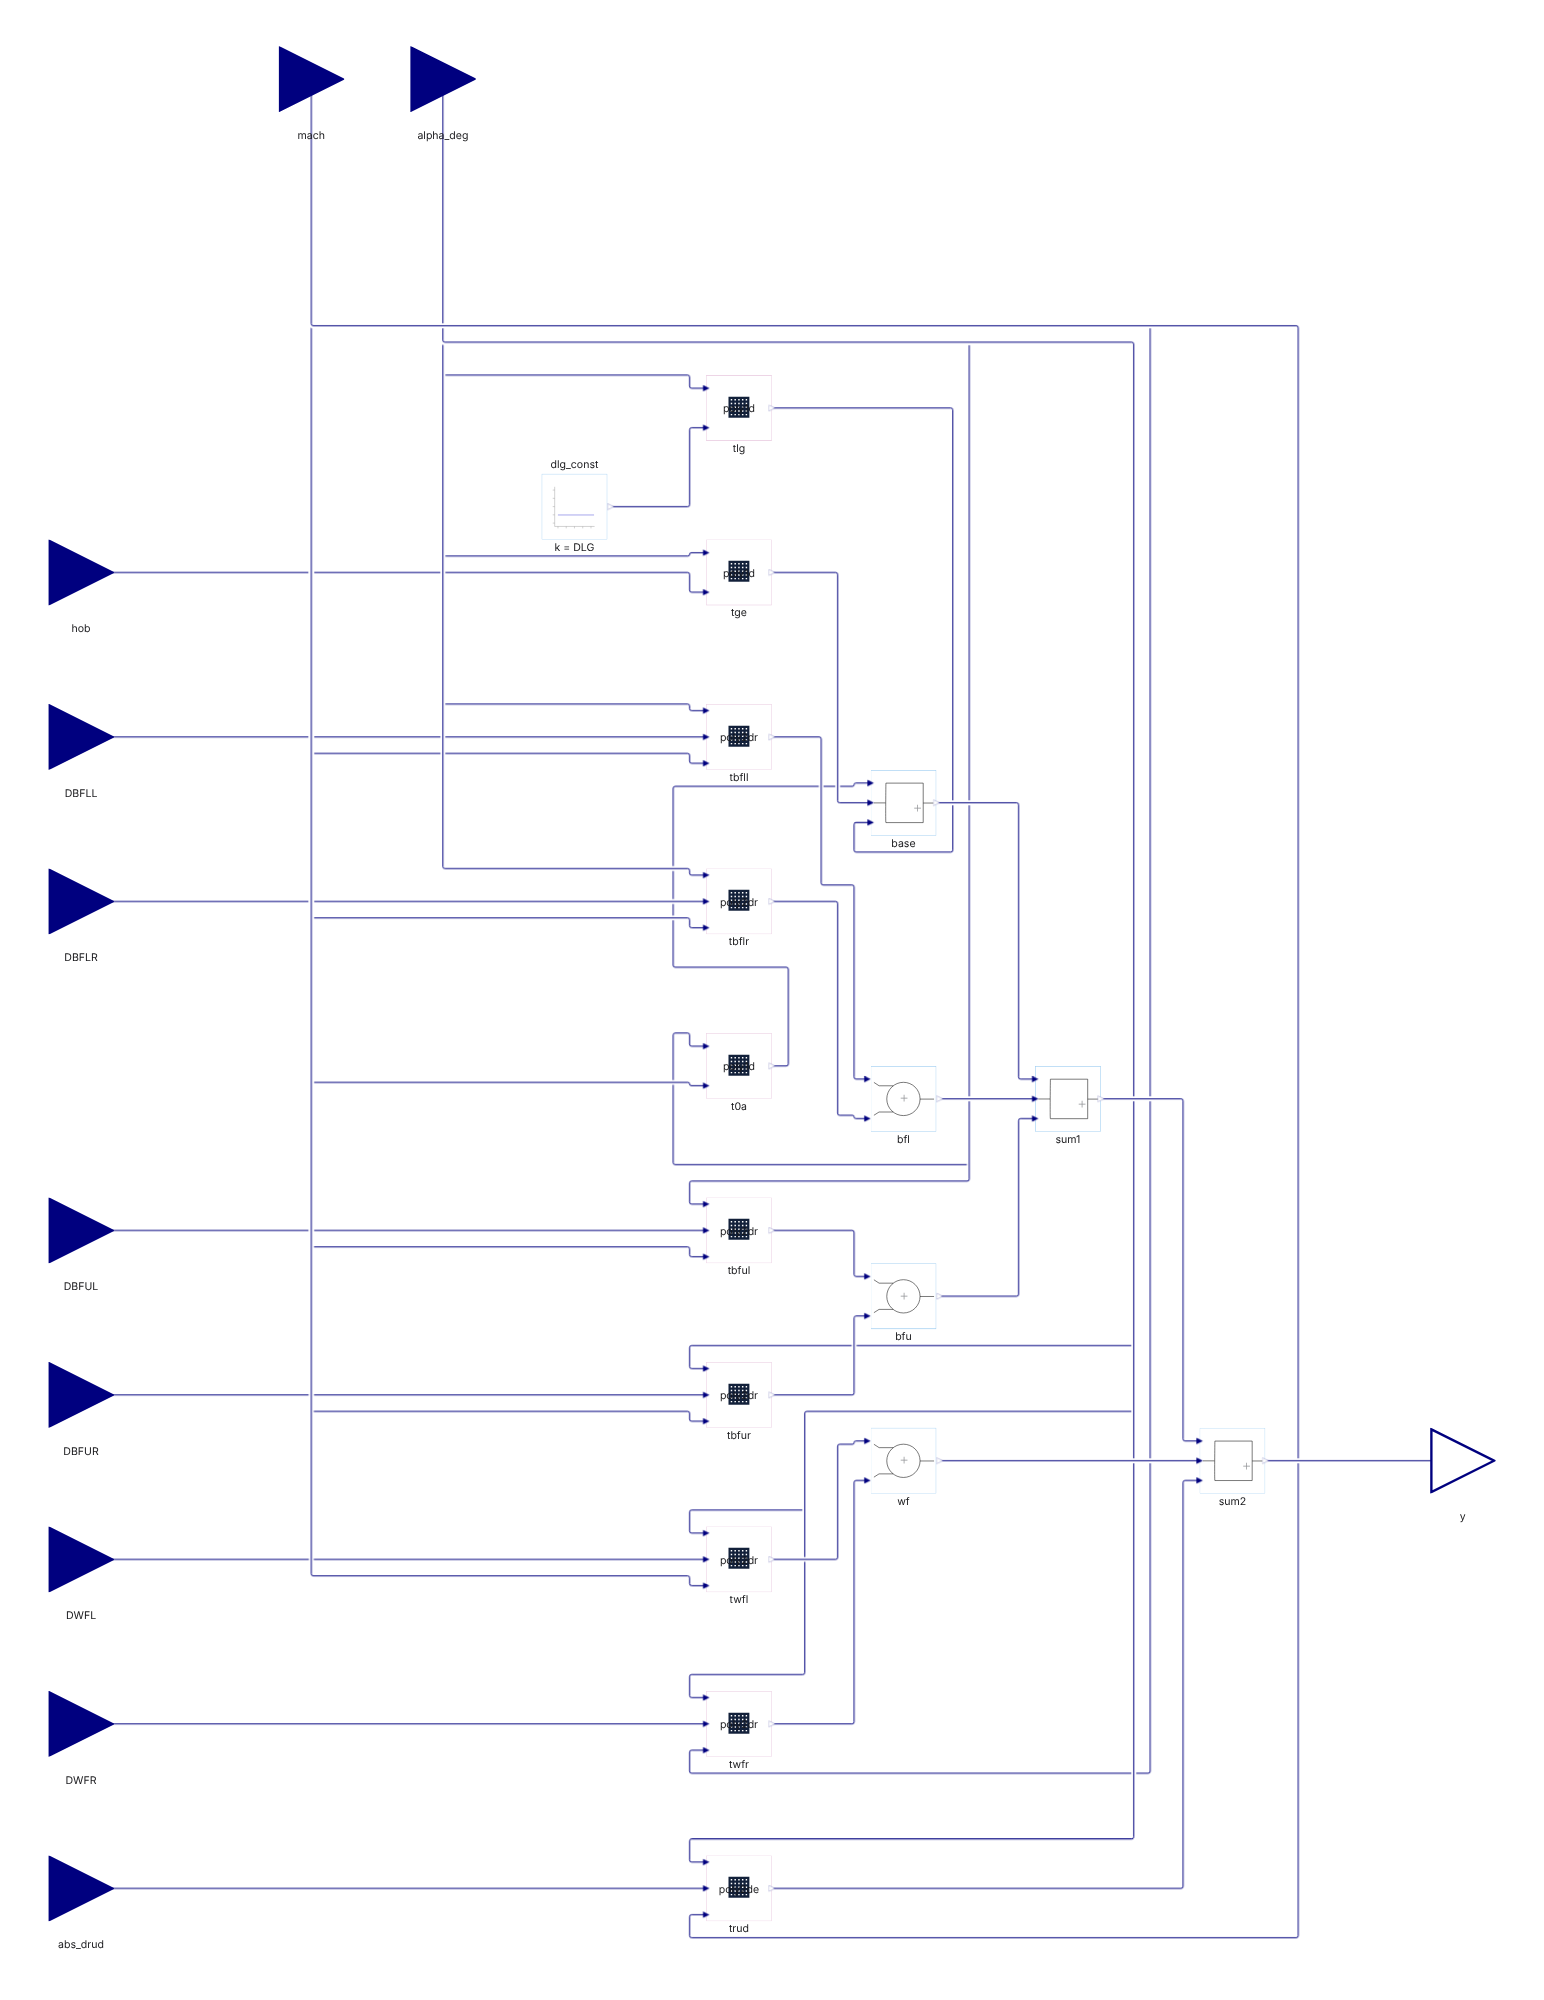 mach
alpha_deg
tlg
dlg_const
k = DLG
tge
hob
tbfll
DBFLL
base
tbflr
DBFLR
t0a
bfl
sum1
tbful
DBFUL
bfu
tbfur
DBFUR
wf
sum2
y
twfl
DWFL
twfr
DWFR
trud
abs_drud